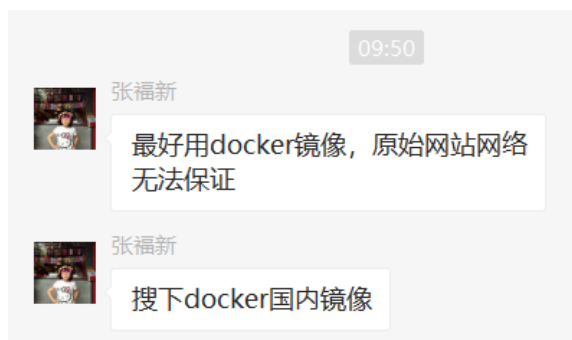 09:50
张福新
最好用docker镜像，原始网站网络
无法保证
张福新
搜下docker国内镜像